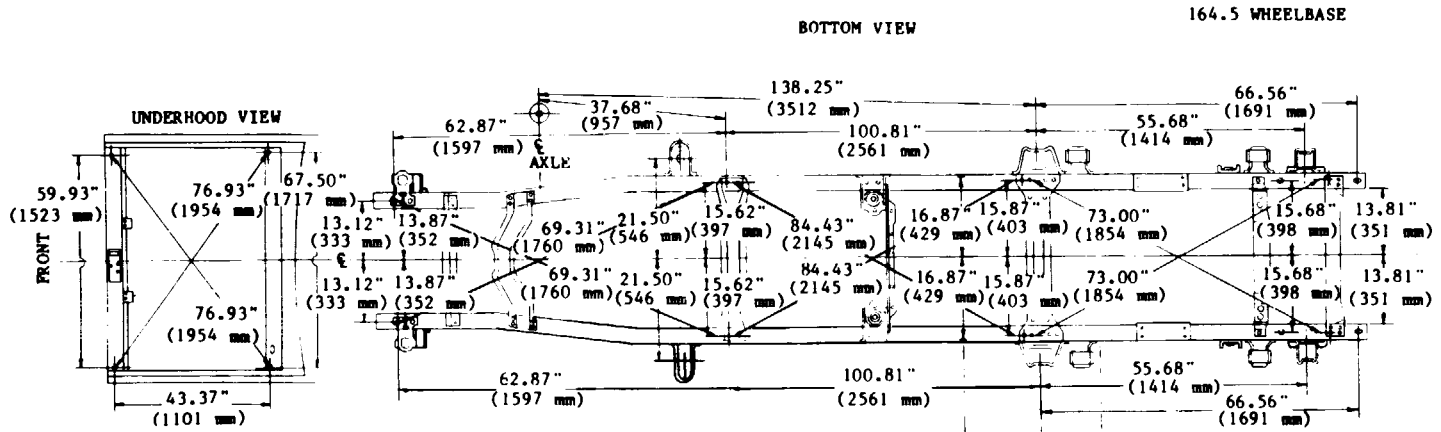 164.5 WHEELBASE
BOTTOM VIEW
138.25"
(3512 mm)
37.68"
(957 mm)
66.56"
(1691 mm)
UNDERHOOD VIEW
62.87"
(1597 mm)
100.81"
(2561 mm)
55.68"
(1414 mm)
℄
AXLE
59.93"
(1523 mm)
76.93"
(1954 mm)
67.50"
(1717 mm)
13.12"
(333 mm)
13.87"
(352 mm)
69.31"
(1760 mm)
21.50"
(546 mm)
15.62"
(397 mm)
84.43"
(2145 mm)
16.87"
(429 mm)
15.87"
(403 mm)
73.00"
(1854 mm)
15.68"
(398 mm)
13.81"
(351 mm)
FRONT
℄
13.12"
(333 mm)
13.87"
(352 mm)
69.31"
(1760 mm)
21.50"
(546 mm)
15.62"
(397 mm)
84.43"
(2145 mm)
16.87"
(429 mm)
15.87"
(403 mm)
73.00"
(1854 mm)
15.68"
(398 mm)
13.81"
(351 mm)
76.93"
(1954 mm)
43.37"
(1101 mm)
62.87"
(1597 mm)
100.81"
(2561 mm)
55.68"
(1414 mm)
66.56"
(1691 mm)